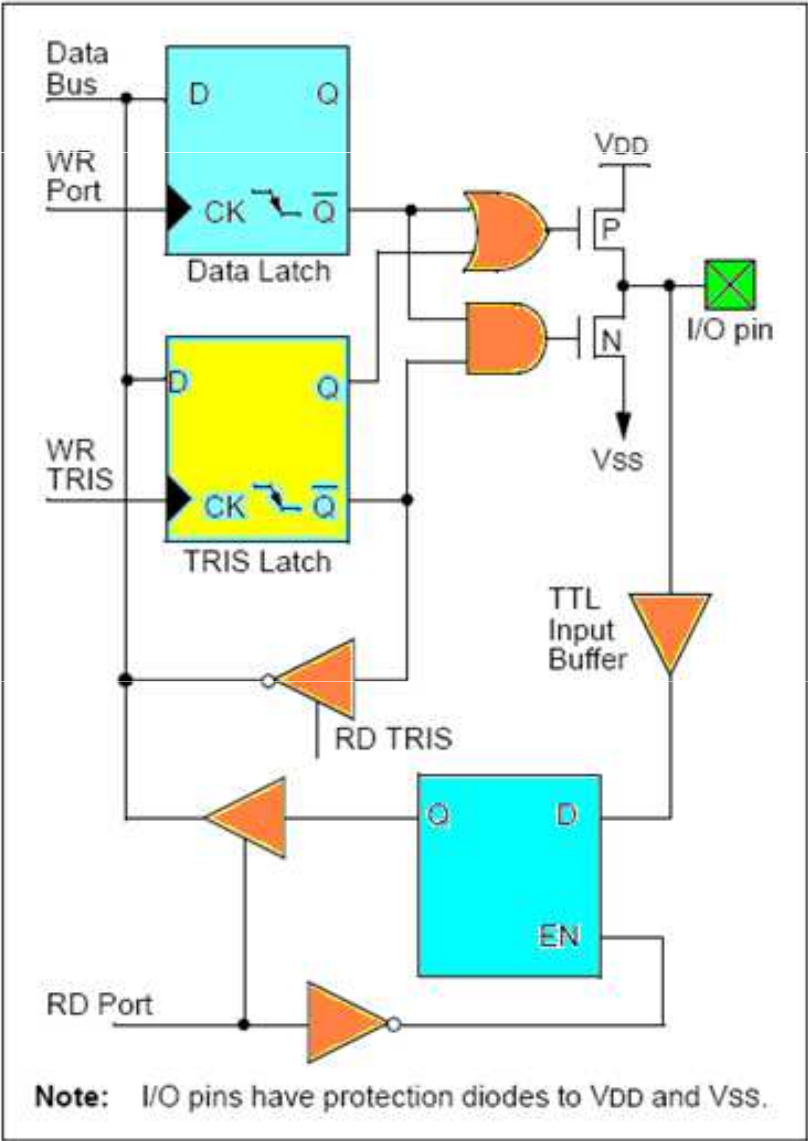 Data
Bus
D
Q
WR
Port
CK
Q
Data Latch
VDD
P
N
I/O pin
VSS
D
Q
WR
TRIS
CK
Q
TRIS Latch
TTL
Input
Buffer
RD TRIS
Q
D
EN
RD Port
Note: I/O pins have protection diodes to VDD and VSS.